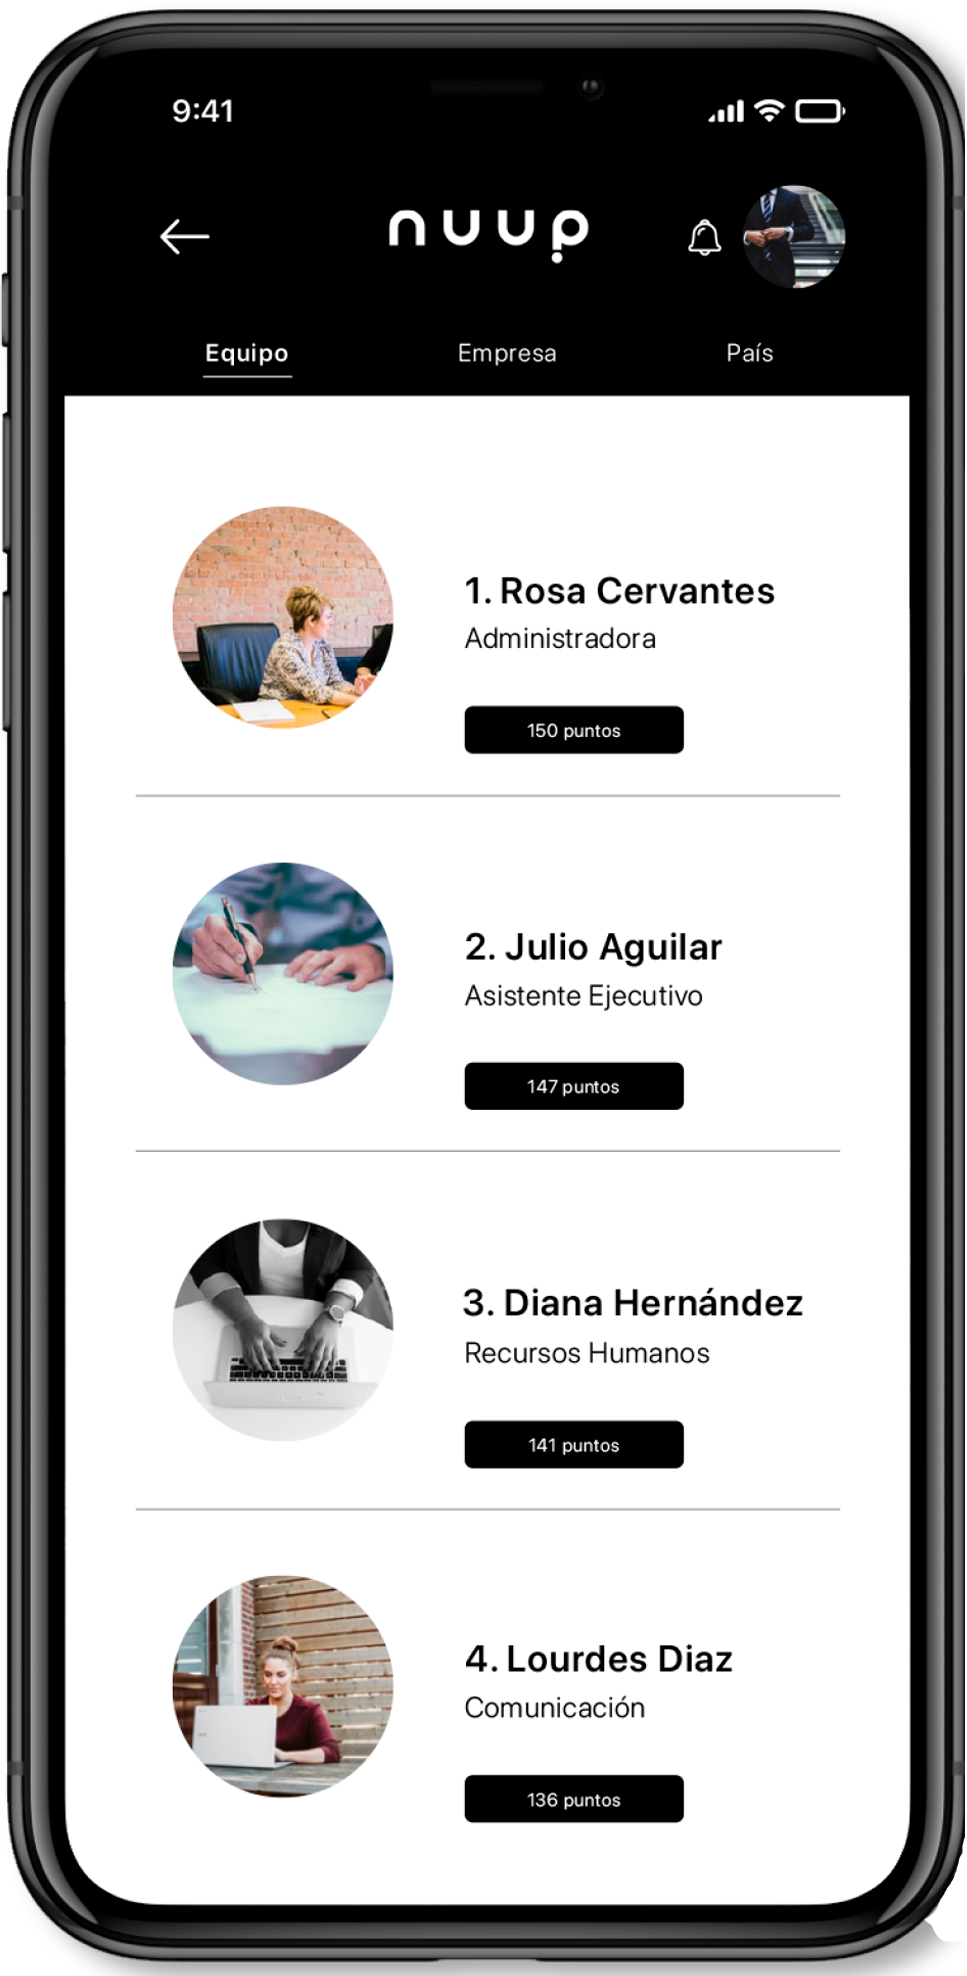 9:41
nuup
Equipo Empresa País
1. Rosa Cervantes
Administradora
150 puntos
2. Julio Aguilar
Asistente Ejecutivo
147 puntos
3. Diana Hernández
Recursos Humanos
141 puntos
4. Lourdes Diaz
Comunicación
136 puntos